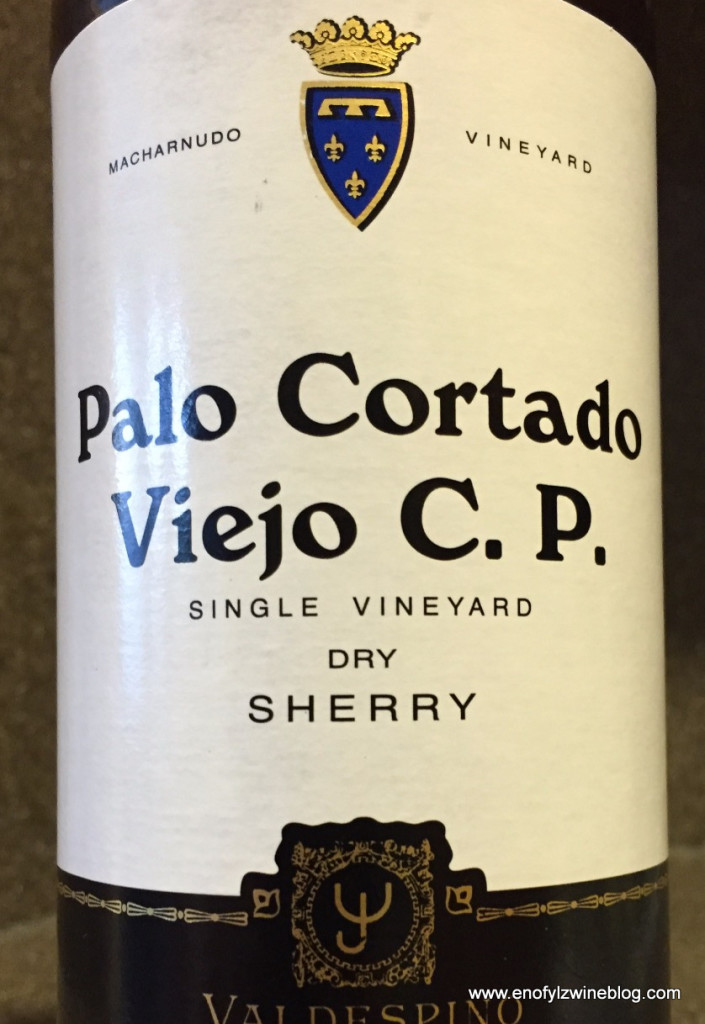 MACHARNUDO VINEYARD
Palo Cortado
Viejo C. P.
SINGLE VINEYARD
DRY
SHERRY
VALDESPINO
www.enofylzwineblog.com